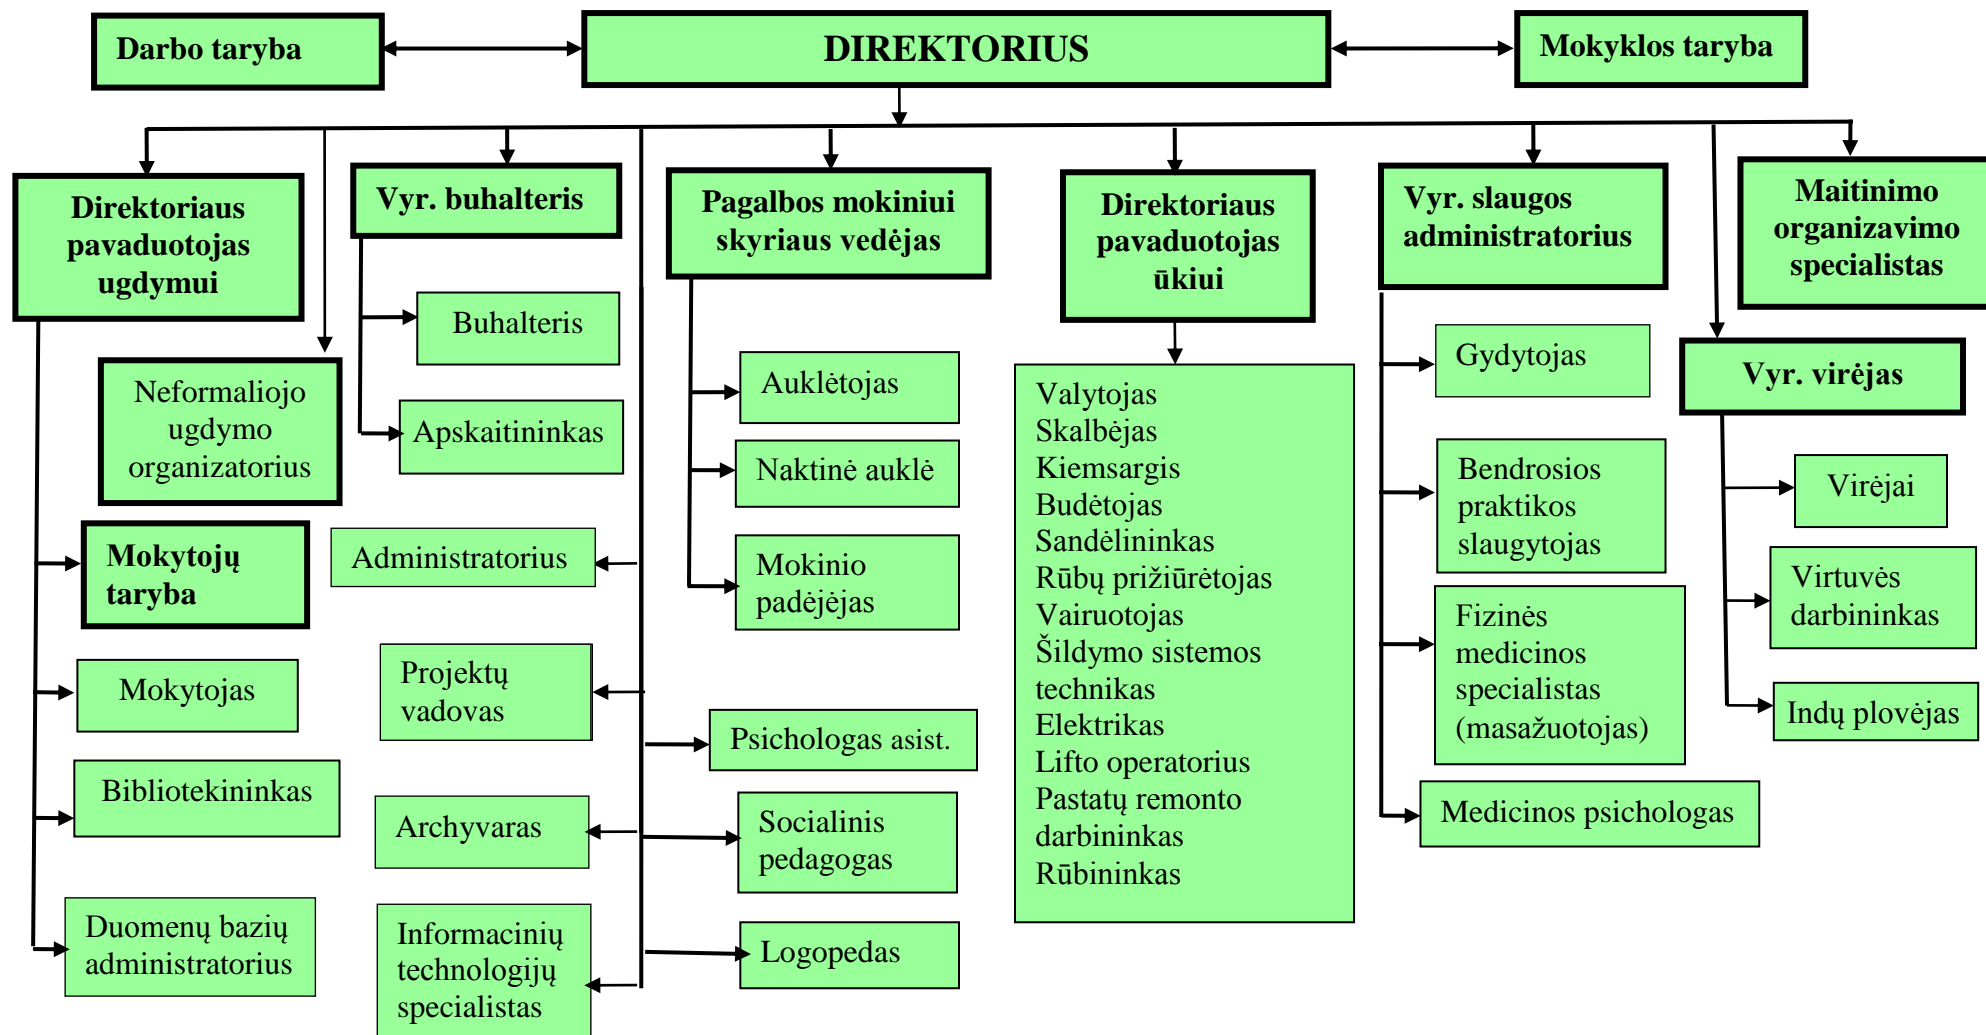 Darbo taryba
DIREKTORIUS
Mokyklos taryba
Direktoriaus
pavaduotojas
ugdymui
Vyr. buhalteris
Pagalbos mokiniui
skyriaus vedėjas
Direktoriaus
pavaduotojas
ūkiui
Vyr. slaugos
administratorius
Maitinimo
organizavimo
specialistas
Neformaliojo
ugdymo
organizatorius
Mokytojų
taryba
Mokytojas
Bibliotekininkas
Duomenų bazių
administratorius
Buhalteris
Apskaitininkas
Administratorius
Projektų
vadovas
Archyvaras
Informacinių
technologijų
specialistas
Auklėtojas
Naktinė auklė
Mokinio
padėjėjas
Psichologas asist.
Socialinis
pedagogas
Logopedas
Valytojas
Skalbėjas
Kiemsargis
Budėtojas
Sandėlininkas
Rūbų prižiūrėtojas
Vairuotojas
Šildymo sistemos
technikas
Elektrikas
Lifto operatorius
Pastatų remonto
darbininkas
Rūbininkas
Gydytojas
Bendrosios
praktikos
slaugytojas
Fizinės
medicinos
specialistas
(masažuotojas)
Medicinos psichologas
Vyr. virėjas
Virėjai
Virtuvės
darbininkas
Indų plovėjas